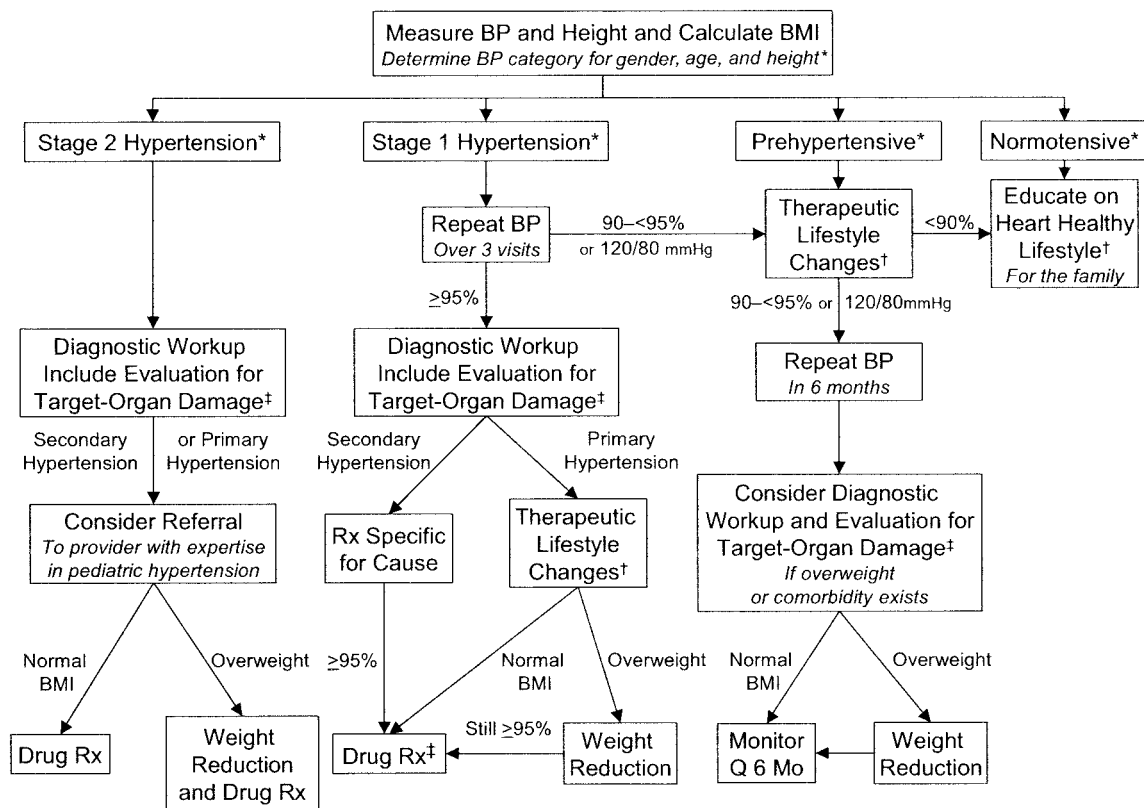 Measure BP and Height and Calculate BMI
Determine BP category for gender, age, and height*
Stage 2 Hypertension*
Stage 1 Hypertension*
Prehypertensive*
Normotensive*
Repeat BP
Over 3 visits
90–<95%
or 120/80 mmHg
Therapeutic
Lifestyle
Changes†
<90%
Educate on
Heart Healthy
Lifestyle†
For the family
≥95%
90–<95% or 120/80mmHg
Diagnostic Workup
Include Evaluation for
Target-Organ Damage‡
Diagnostic Workup
Include Evaluation for
Target-Organ Damage‡
Repeat BP
In 6 months
Secondary
Hypertension
or Primary
Hypertension
Secondary
Hypertension
Primary
Hypertension
Consider Referral
To provider with expertise
in pediatric hypertension
Rx Specific
for Cause
Therapeutic
Lifestyle
Changes†
Consider Diagnostic
Workup and Evaluation for
Target-Organ Damage‡
If overweight
or comorbidity exists
Normal
BMI
Overweight
≥95%
Normal
BMI
Overweight
Normal
BMI
Overweight
Drug Rx
Weight
Reduction
and Drug Rx
Drug Rx‡
Still ≥95%
Weight
Reduction
Monitor
Q 6 Mo
Weight
Reduction